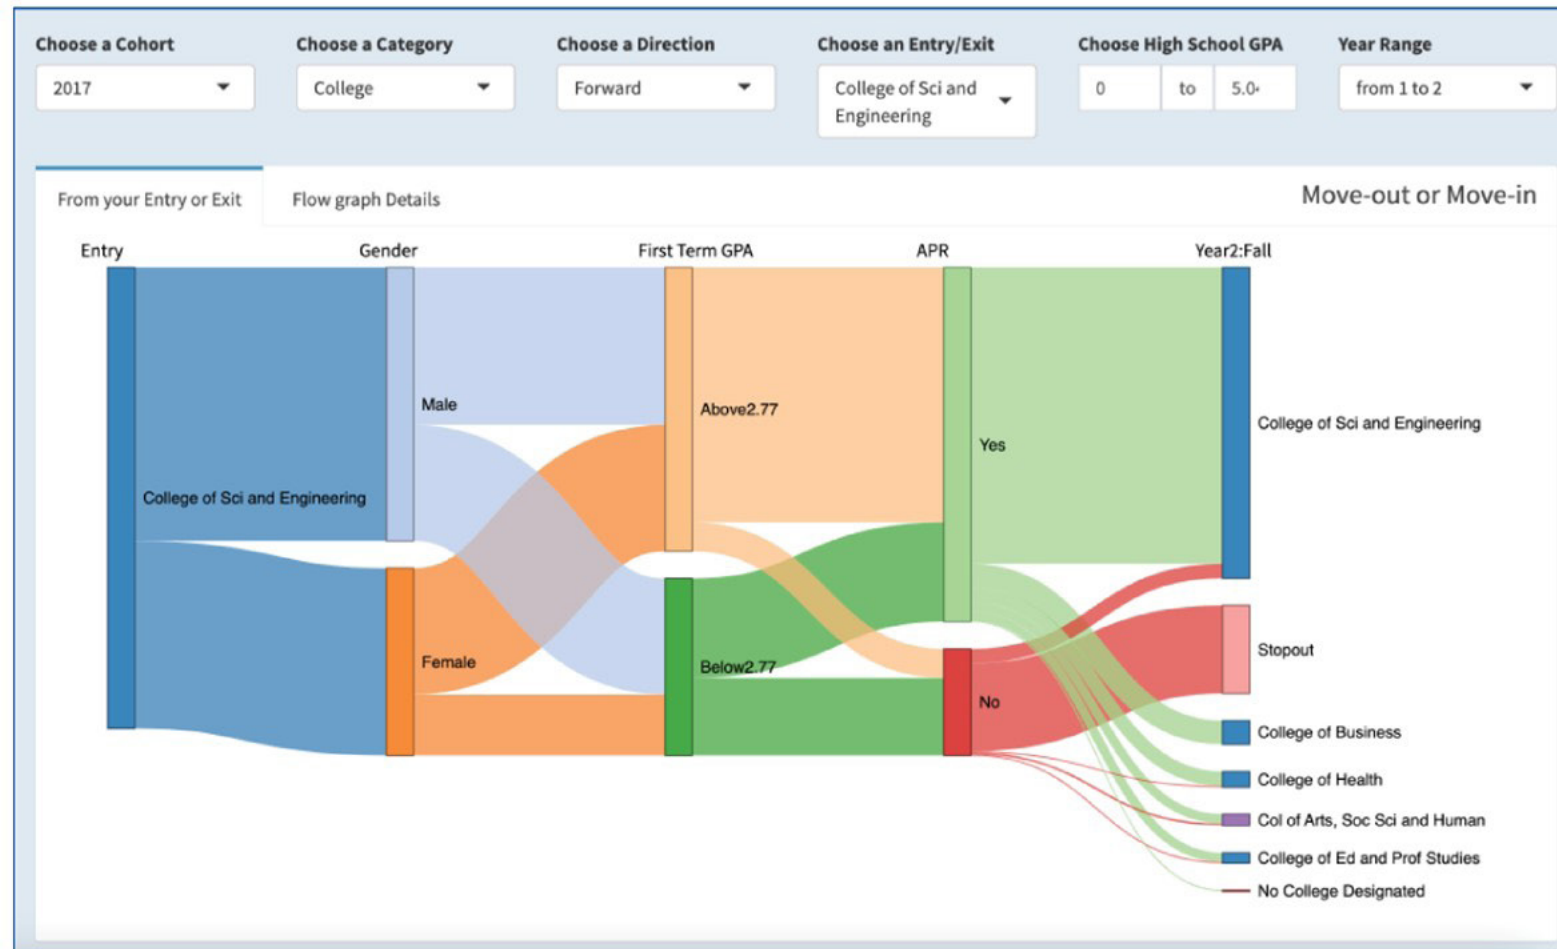 Choose a Cohort
Choose a Category
Choose a Direction
Choose an Entry/Exit
Choose High School GPA
Year Range
2017
College
Forward
College of Sci and
Engineering
0
to
5.0
from 1 to 2
From your Entry or Exit
Flow graph Details
Move-out or Move-in
Entry
Gender
First Term GPA
APR
Year2:Fall
Male
Above2.77
College of Sci and Engineering
Yes
College of Sci and Engineering
Female
Below2.77
No
Stopout
College of Business
College of Health
Col of Arts, Soc Sci and Human
College of Ed and Prof Studies
No College Designated